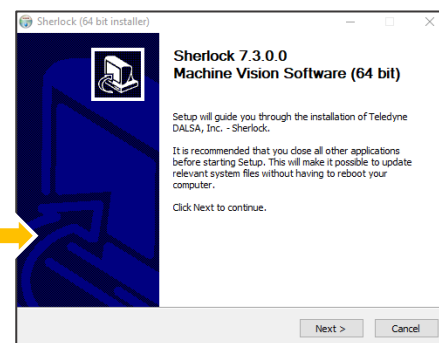 Sherlock (64 bit installer)
Sherlock 7.3.0.0
Machine Vision Software (64 bit)
Setup will guide you through the installation of Teledyne
DALSA, Inc. - Sherlock.
It is recommended that you close all other applications
before starting Setup. This will make it possible to update
relevant system files without having to reboot your
computer.
Click Next to continue.
Next >
Cancel